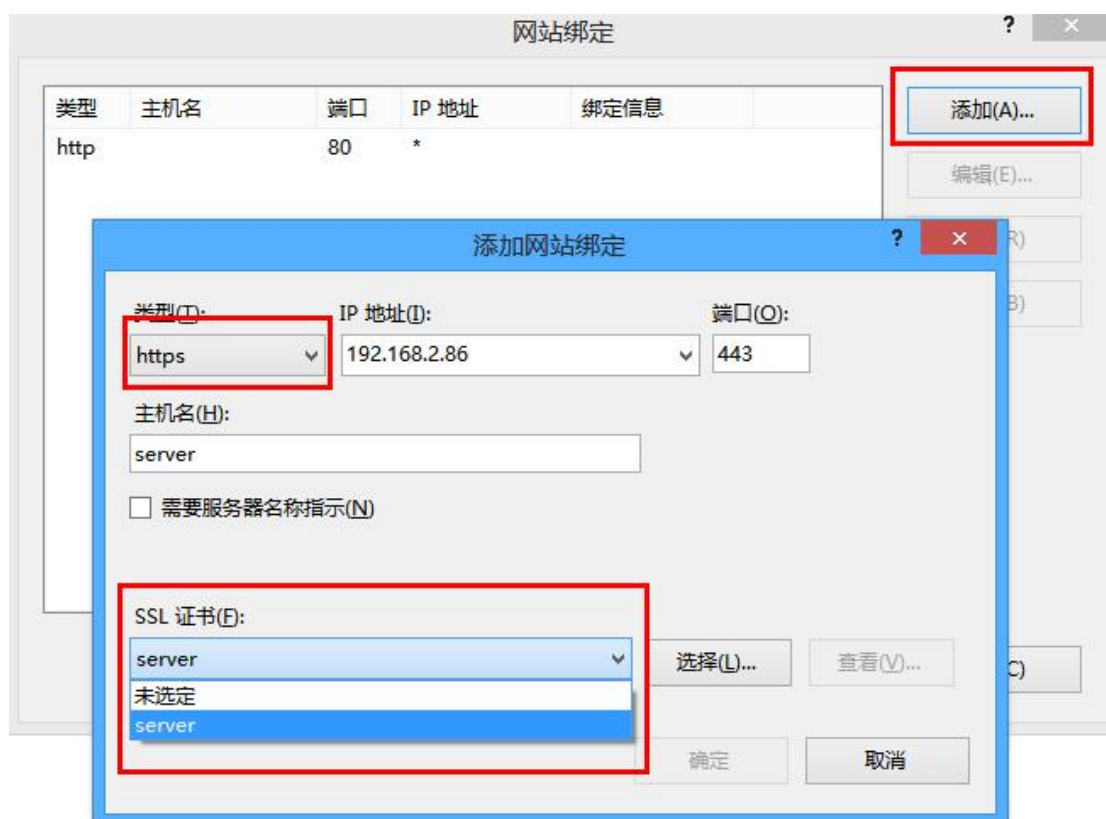 网站绑定
?
×
类型 主机名 端口 IP 地址 绑定信息
http 80 *
添加(A)...
编辑(E)...
R)
B)
添加网站绑定
?
×
类型(T): IP 地址(I): 端口(O):
https 192.168.2.86 443
主机名(H):
server
需要服务器名称指示(N)
SSL 证书(F):
server 选择(L)... 查看(V)... C)
未选定
server
确定 取消